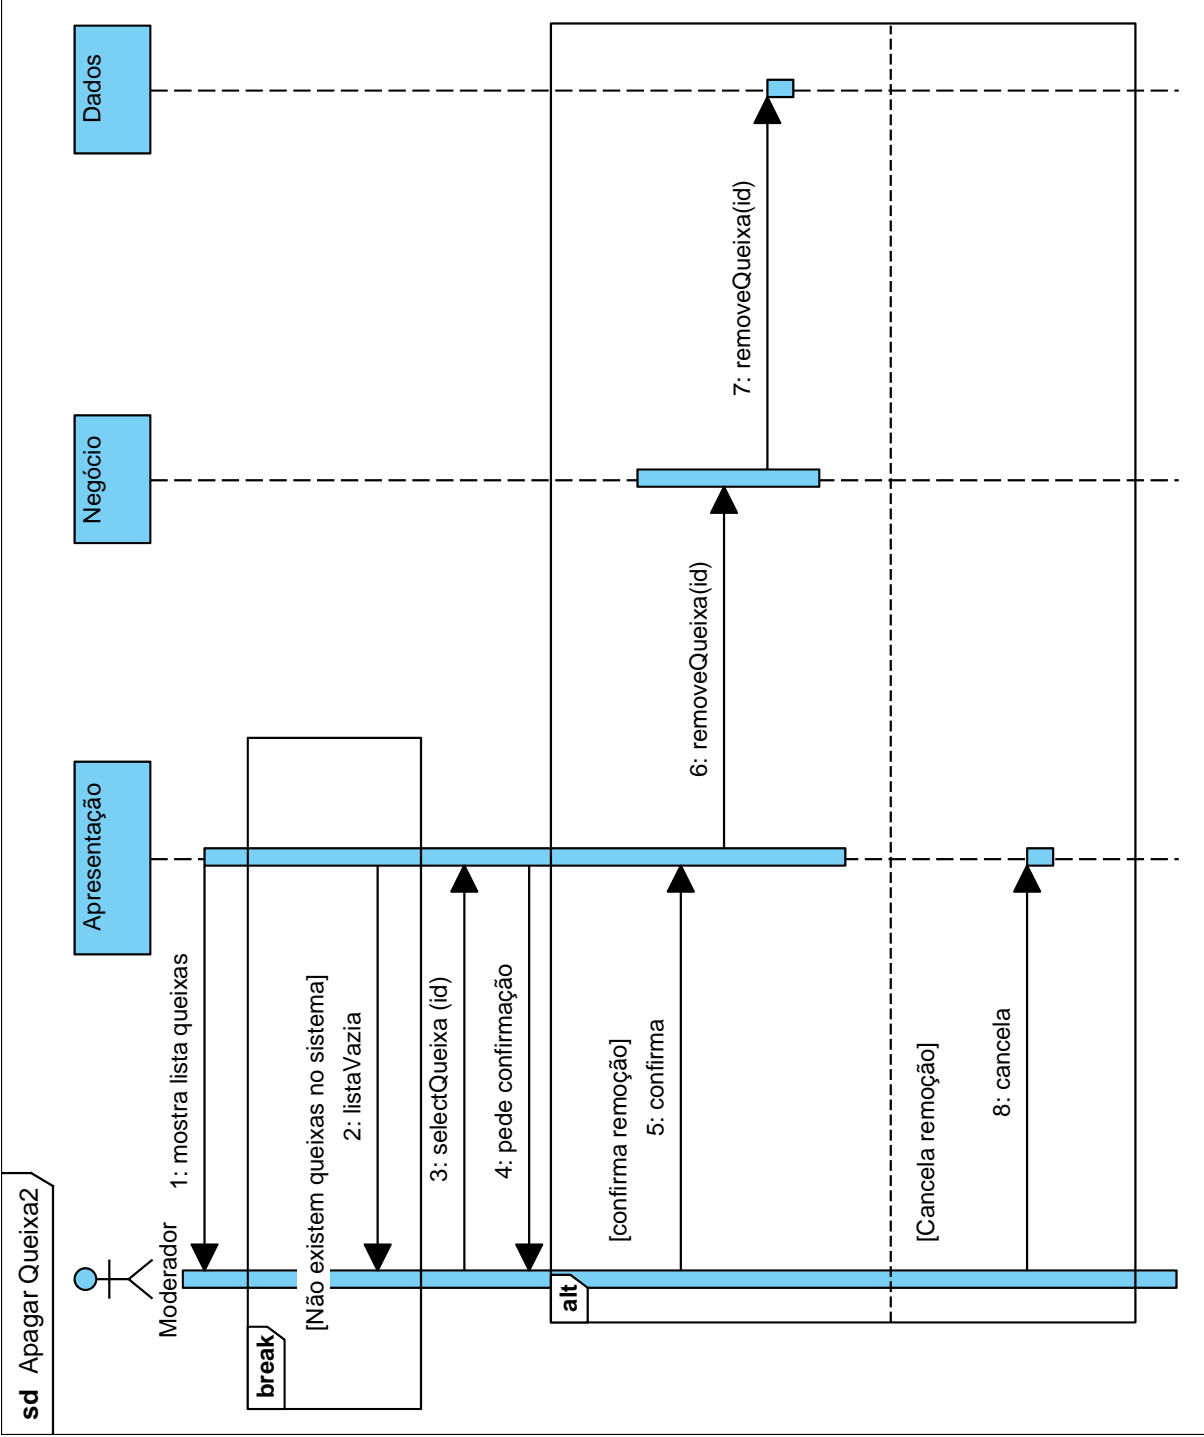 sd Apagar Queixa2
Moderador
Apresentação
Negócio
Dados
1: mostra lista queixas
break
[Não existem queixas no sistema]
2: listaVazia
3: selectQueixa (id)
4: pede confirmação
alt
[confirma remoção]
5: confirma
6: removeQueixa(id)
7: removeQueixa(id)
[Cancela remoção]
8: cancela